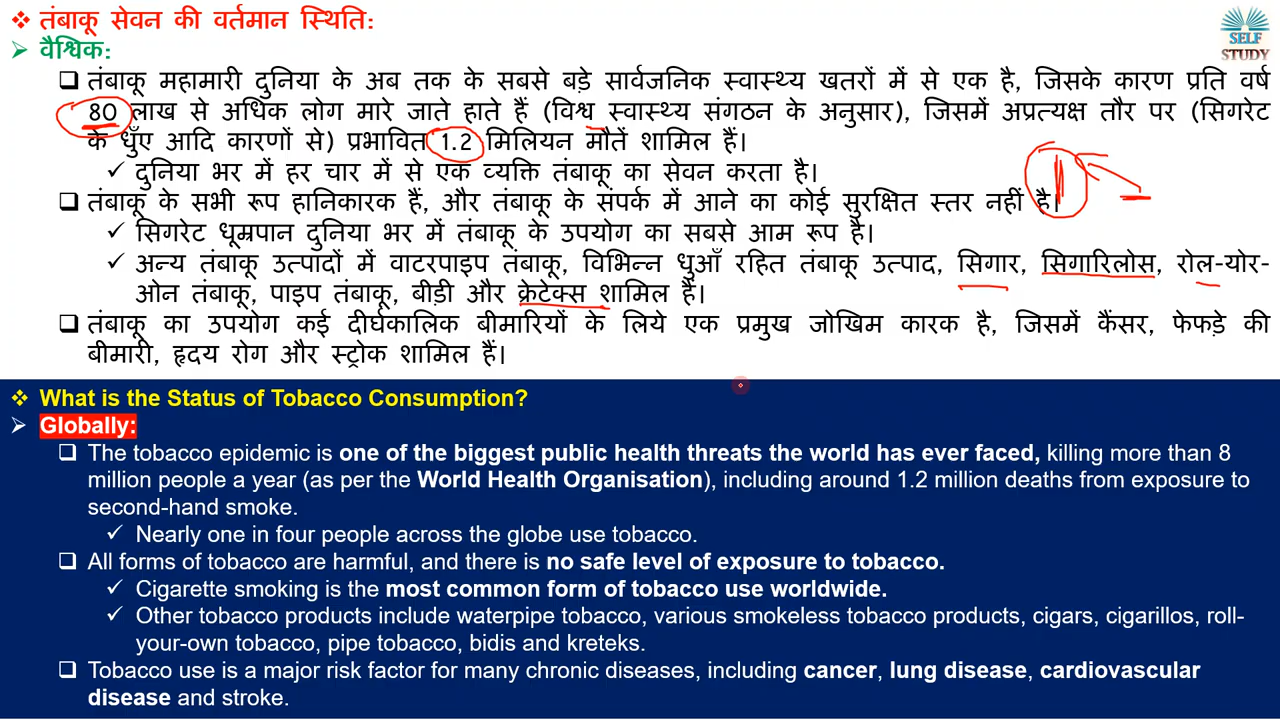 ❖ तंबाकू सेवन की वर्तमान स्थिति:
SELF
STUDY
➢ वैश्विक:
❑ तंबाकू महामारी दुनिया के अब तक के सबसे बड़े सार्वजनिक स्वास्थ्य खतरों में से एक है, जिसके कारण प्रति वर्ष
80 लाख से अधिक लोग मारे जाते हाते हैं (विश्व स्वास्थ्य संगठन के अनुसार), जिसमें अप्रत्यक्ष तौर पर (सिगरेट
के धुँए आदि कारणों से) प्रभावित 1.2 मिलियन मौतें शामिल हैं।
✓ दुनिया भर में हर चार में से एक व्यक्ति तंबाकू का सेवन करता है।
❑ तंबाकू के सभी रूप हानिकारक हैं, और तंबाकू के संपर्क में आने का कोई सुरक्षित स्तर नहीं है।
✓ सिगरेट धूम्रपान दुनिया भर में तंबाकू के उपयोग का सबसे आम रूप है।
✓ अन्य तंबाकू उत्पादों में वाटरपाइप तंबाकू, विभिन्न धुआँ रहित तंबाकू उत्पाद, सिगार, सिगारिलोस, रोल-योर-
ओन तंबाकू, पाइप तंबाकू, बीड़ी और क्रेटेक्स शामिल हैं।
❑ तंबाकू का उपयोग कई दीर्घकालिक बीमारियों के लिये एक प्रमुख जोखिम कारक है, जिसमें कैंसर, फेफड़े की
बीमारी, हृदय रोग और स्ट्रोक शामिल हैं।
❖ What is the Status of Tobacco Consumption?
➢ Globally:
❑ The tobacco epidemic is one of the biggest public health threats the world has ever faced, killing more than 8
million people a year (as per the World Health Organisation), including around 1.2 million deaths from exposure to
second-hand smoke.
✓ Nearly one in four people across the globe use tobacco.
❑ All forms of tobacco are harmful, and there is no safe level of exposure to tobacco.
✓ Cigarette smoking is the most common form of tobacco use worldwide.
✓ Other tobacco products include waterpipe tobacco, various smokeless tobacco products, cigars, cigarillos, roll-
your-own tobacco, pipe tobacco, bidis and kreteks.
❑ Tobacco use is a major risk factor for many chronic diseases, including cancer, lung disease, cardiovascular
disease and stroke.